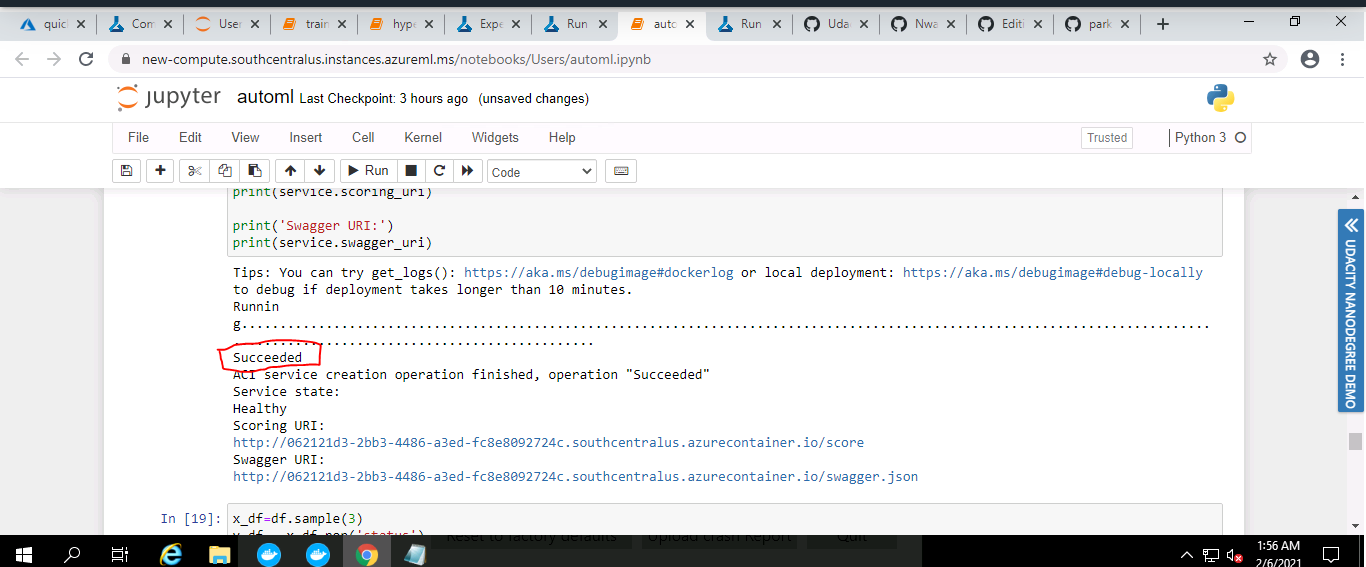 quic
Com
User
train
hype
Expe
Run
auto
Run
Uda
Nwa
Editi
park
new-compute.southcentralus.instances.azureml.ms/notebooks/Users/automl.ipynb
jupyter automl Last Checkpoint: 3 hours ago (unsaved changes)
File Edit View Insert Cell Kernel Widgets Help
Trusted
Python 3
Run
Code
print(service.scoring_uri)
print('Swagger URI:')
print(service.swagger_uri)
Tips: You can try get_logs(): https://aka.ms/debugimage#dockerlog or local deployment: https://aka.ms/debugimage#debug-locally
to debug if deployment takes longer than 10 minutes.
Runnin
g..............................................................................................................................
...............................................
Succeeded
ACI service creation operation finished, operation "Succeeded"
Service state:
Healthy
Scoring URI:
http://062121d3-2bb3-4486-a3ed-fc8e8092724c.southcentralus.azurecontainer.io/score
Swagger URI:
http://062121d3-2bb3-4486-a3ed-fc8e8092724c.southcentralus.azurecontainer.io/swagger.json
In [19]: x_df=df.sample(3)
y_df = x_df.pop('status')
UDACITY NANODEGREE DEMO
Reset to factory defaults
Upload crash Report
Quit
1:56 AM
2/6/2021